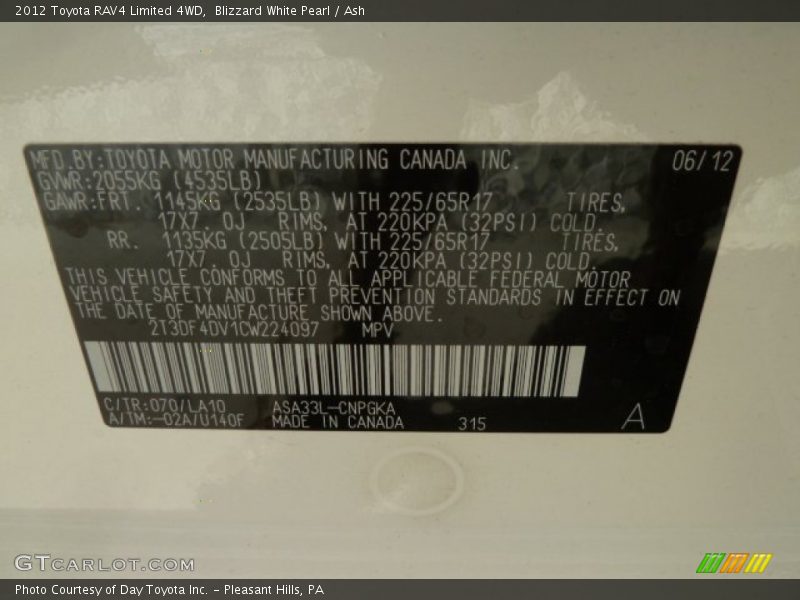 2012 Toyota RAV4 Limited 4WD,  Blizzard White Pearl / Ash
MFD.BY:TOYOTA MOTOR MANUFACTURING CANADA INC. 06/12
GVWR:2055KG (4535LB)
GAWR:FRT. 1145KG (2535LB) WITH 225/65R17 TIRES,
17X7. 0J RIMS, AT 220KPA (32PSI) COLD.
RR. 1135KG (2505LB) WITH 225/65R17 TIRES,
17X7. 0J RIMS, AT 220KPA (32PSI) COLD.
THIS VEHICLE CONFORMS TO ALL APPLICABLE FEDERAL MOTOR
VEHICLE SAFETY AND THEFT PREVENTION STANDARDS IN EFFECT ON
THE DATE OF MANUFACTURE SHOWN ABOVE.
2T3DF4DV1CW224097 MPV
C/TR:070/LA10 ASA33L-CNPGKA
A/TM:-02A/U140F MADE IN CANADA 315 A
GTCARLOT.COM
Photo Courtesy of Day Toyota Inc. – Pleasant Hills, PA